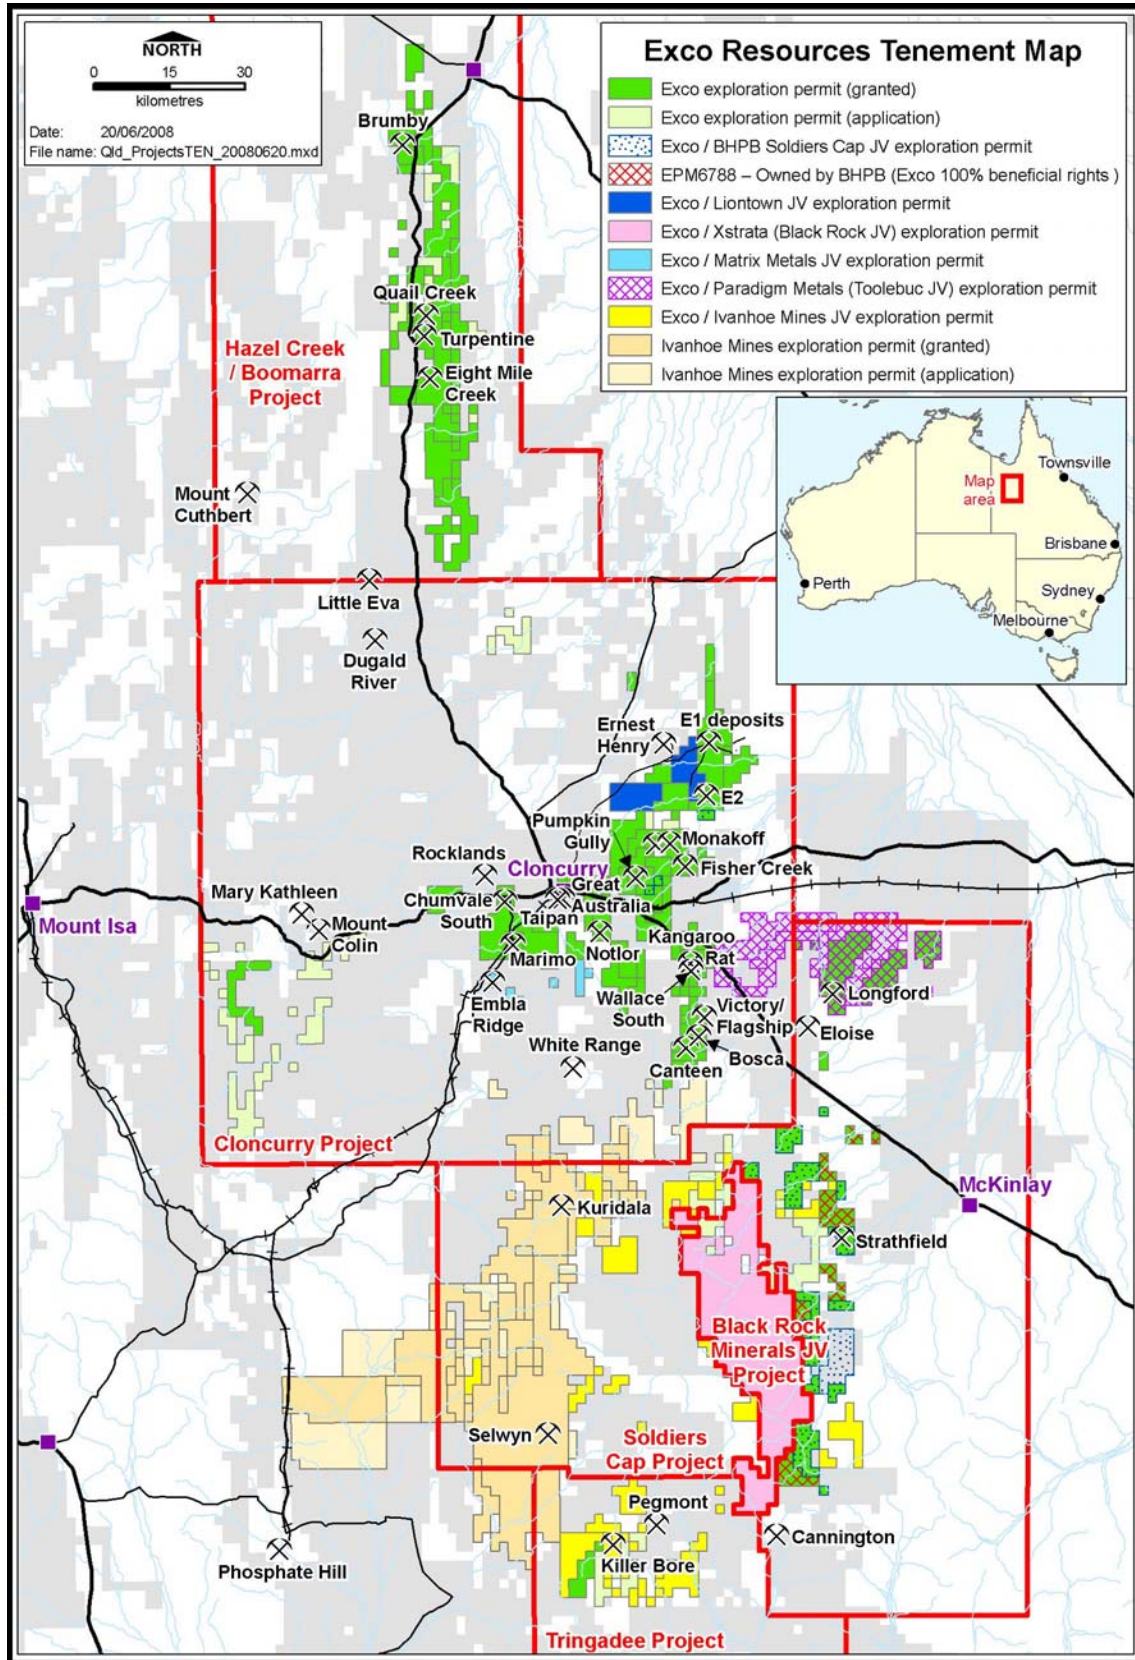 NORTH
0 15 30
kilometres
Date: 20/06/2008
File name: Qld_ProjectsTEN_20080620.mxd
Exco Resources Tenement Map
Exco exploration permit (granted)
Exco exploration permit (application)
Exco / BHPB Soldiers Cap JV exploration permit
EPM6788 – Owned by BHPB (Exco 100% beneficial rights )
Exco / Liontown JV exploration permit
Exco / Xstrata (Black Rock JV) exploration permit
Exco / Matrix Metals JV exploration permit
Exco / Paradigm Metals (Toolebuc JV) exploration permit
Exco / Ivanhoe Mines JV exploration permit
Ivanhoe Mines exploration permit (granted)
Ivanhoe Mines exploration permit (application)
Townsville
Map
area
Brisbane
Perth
Sydney
Melbourne
Brumby
Quail Creek
Turpentine
Hazel Creek
/ Boomarra
Project
Eight Mile
Creek
Mount
Cuthbert
Little Eva
Dugald
River
Ernest
Henry
E1 deposits
E2
Pumpkin
Gully
Monakoff
Fisher Creek
Rocklands
Cloncurry
Great
Australia
Mary Kathleen
Mount Isa
Mount
Colin
Chumvale
South
Taipan
Marimo
Notlor
Kangaroo
Rat
Longford
Embla
Ridge
Wallace
South
Victory/
Flagship
Eloise
White Range
Canteen
Bosca
Cloncurry Project
McKinlay
Kuridala
Strathfield
Black Rock
Minerals JV
Project
Selwyn
Soldiers
Cap Project
Pegmont
Cannington
Killer Bore
Phosphate Hill
Tringadee Project